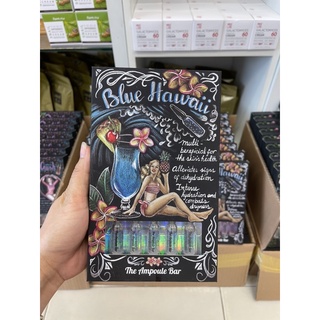 Blue Hawaii
multi-
beneficial for
the skin's health
Alleviates signs
of dehydration
Intense
hydration and
combats
dryness
The Ampoule Bar